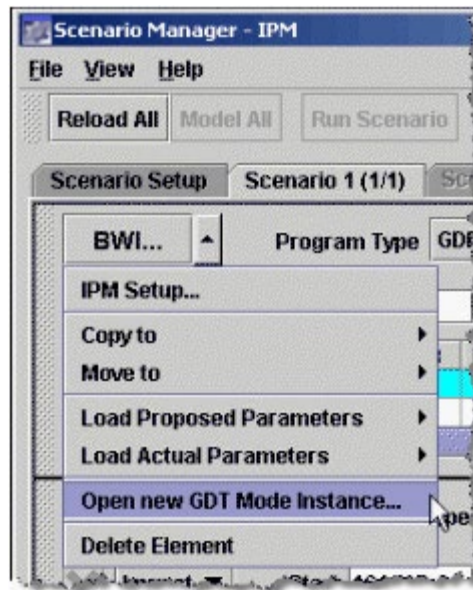 Scenario Manager - IPM
File View Help
Reload All Model All Run Scenario
Scenario Setup Scenario 1 (1/1)
BWI... Program Type
IPM Setup...
Copy to
Move to
Load Proposed Parameters
Load Actual Parameters
Open new GDT Mode Instance...
Delete Element